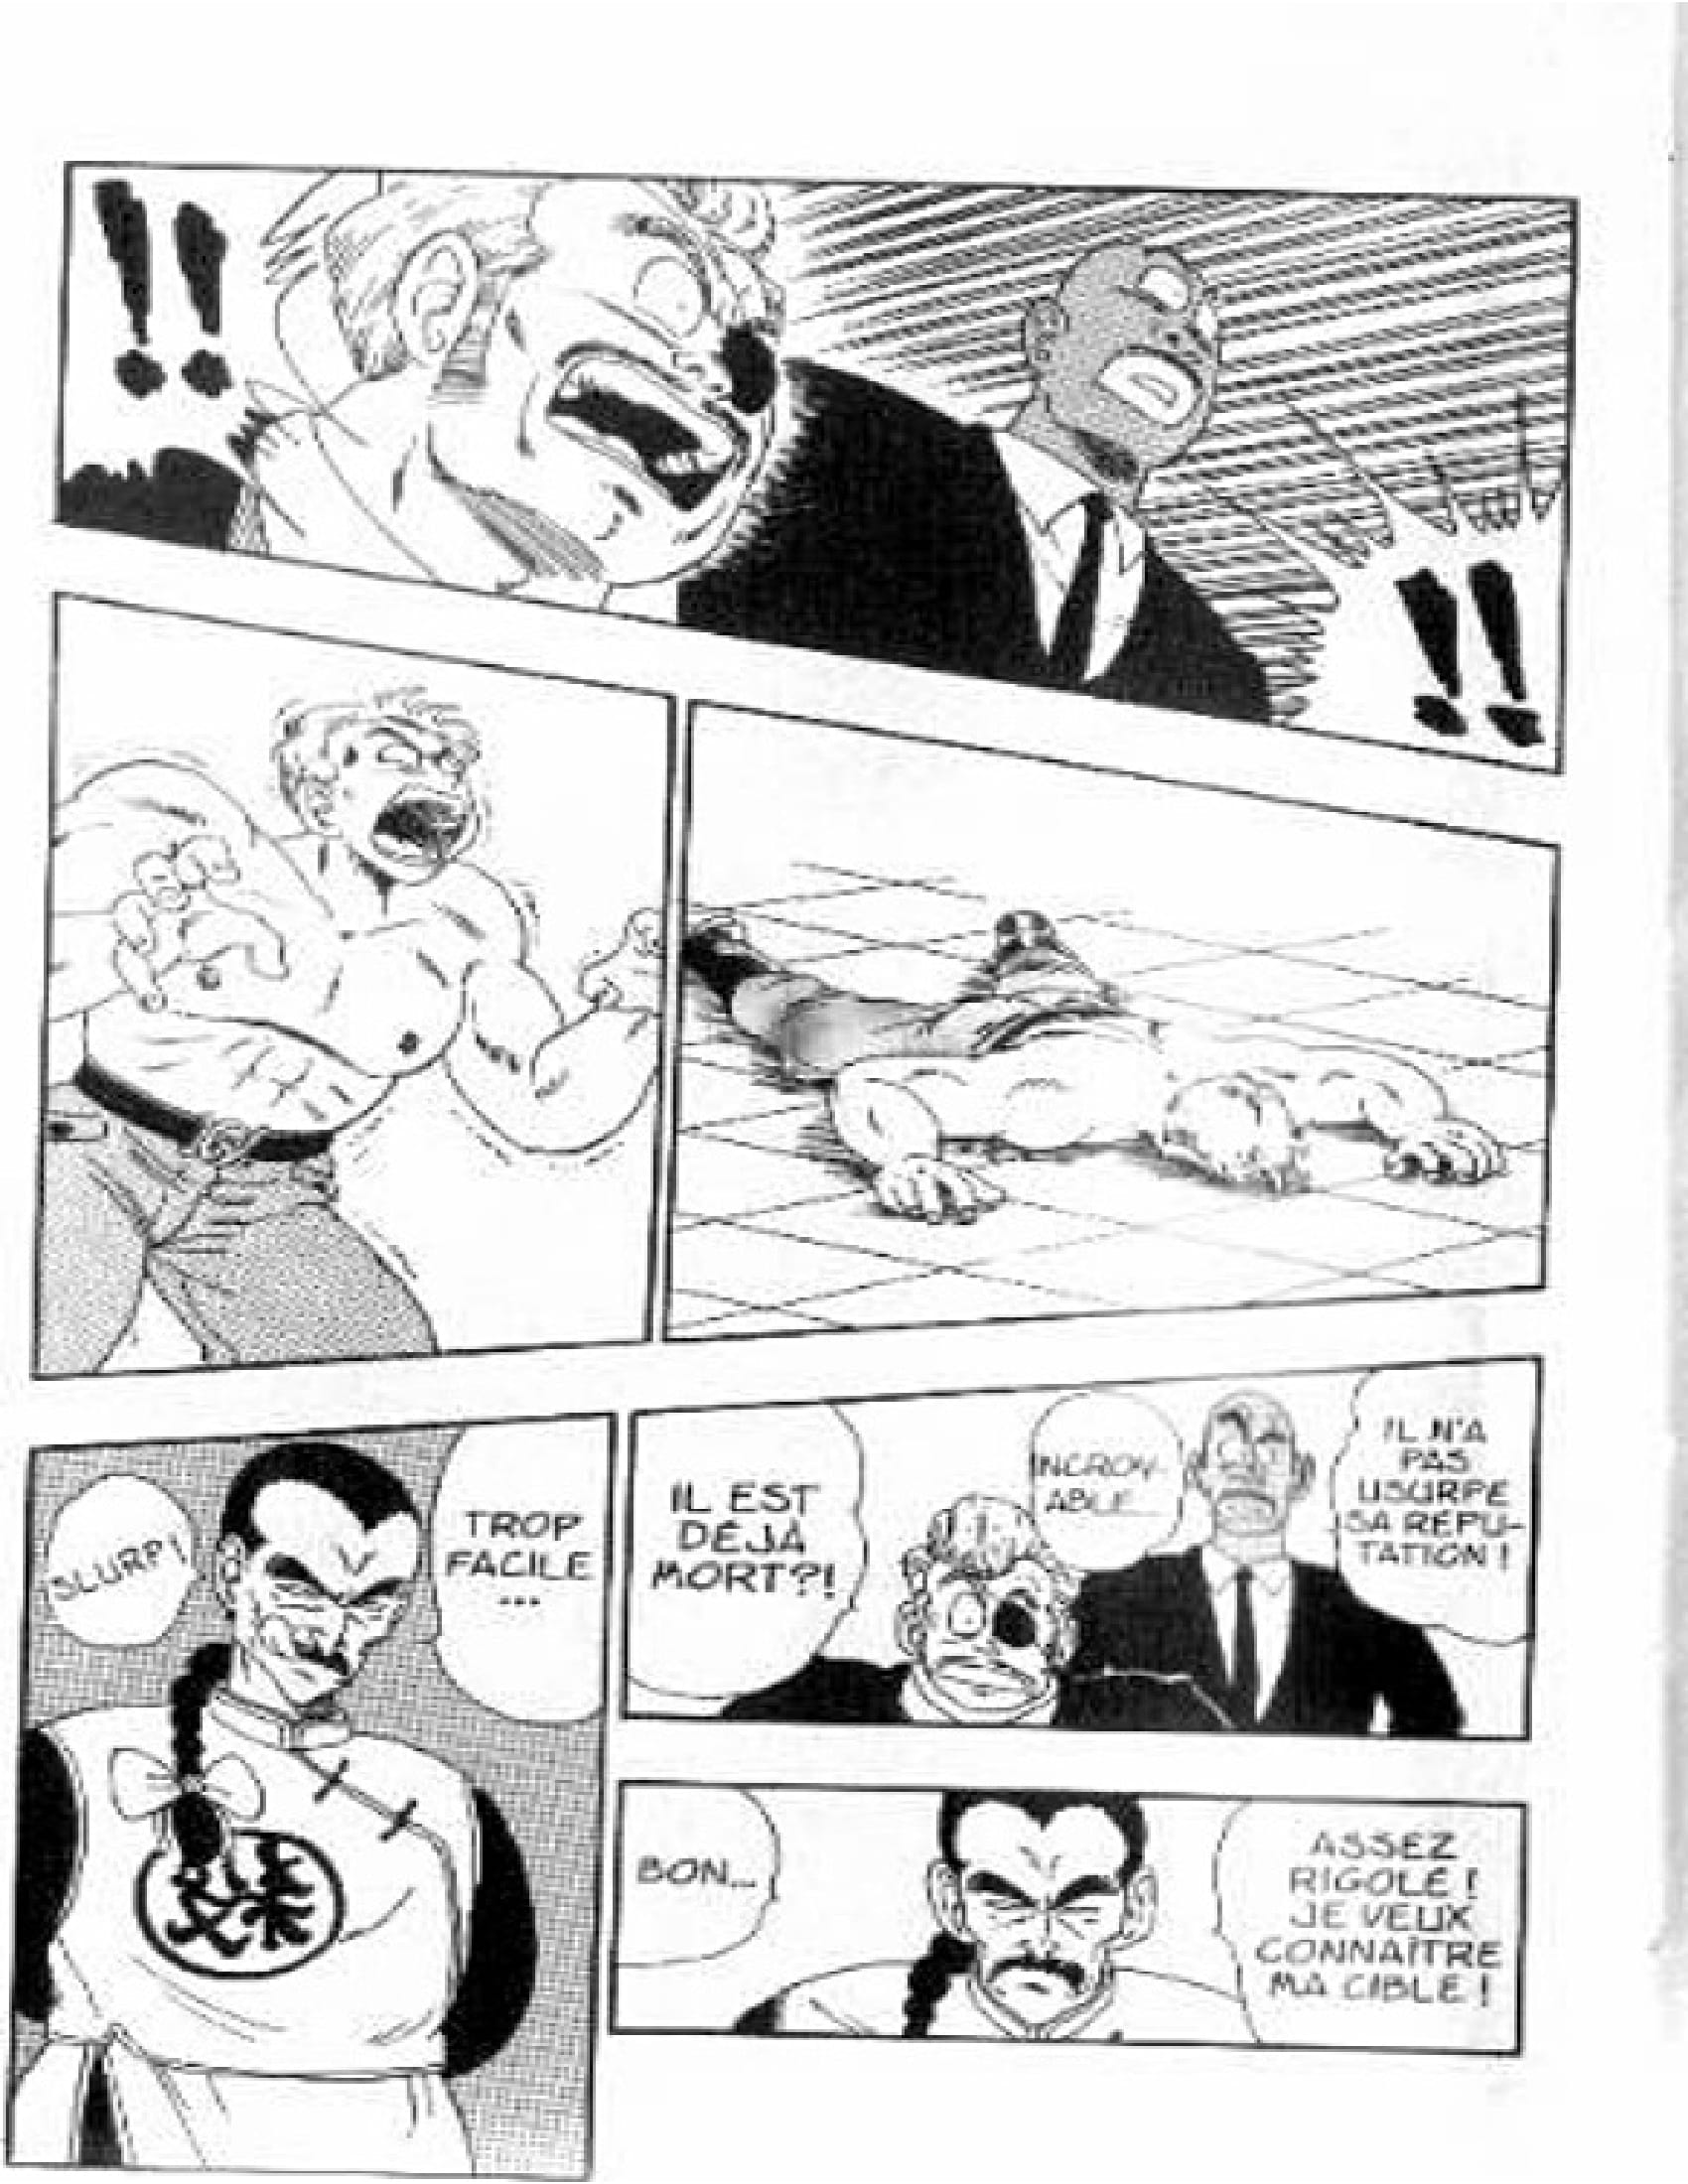 !!
!!
SLURP!
TROP
FACILE
...
IL EST
DÉJÀ
MORT?!
INCROY-
ABLE...
IL N'A
PAS
USURPÉ
SA RÉPU-
TATION !
BON...
ASSEZ
RIGOLÉ !
JE VEUX
CONNAÎTRE
MA CIBLE !